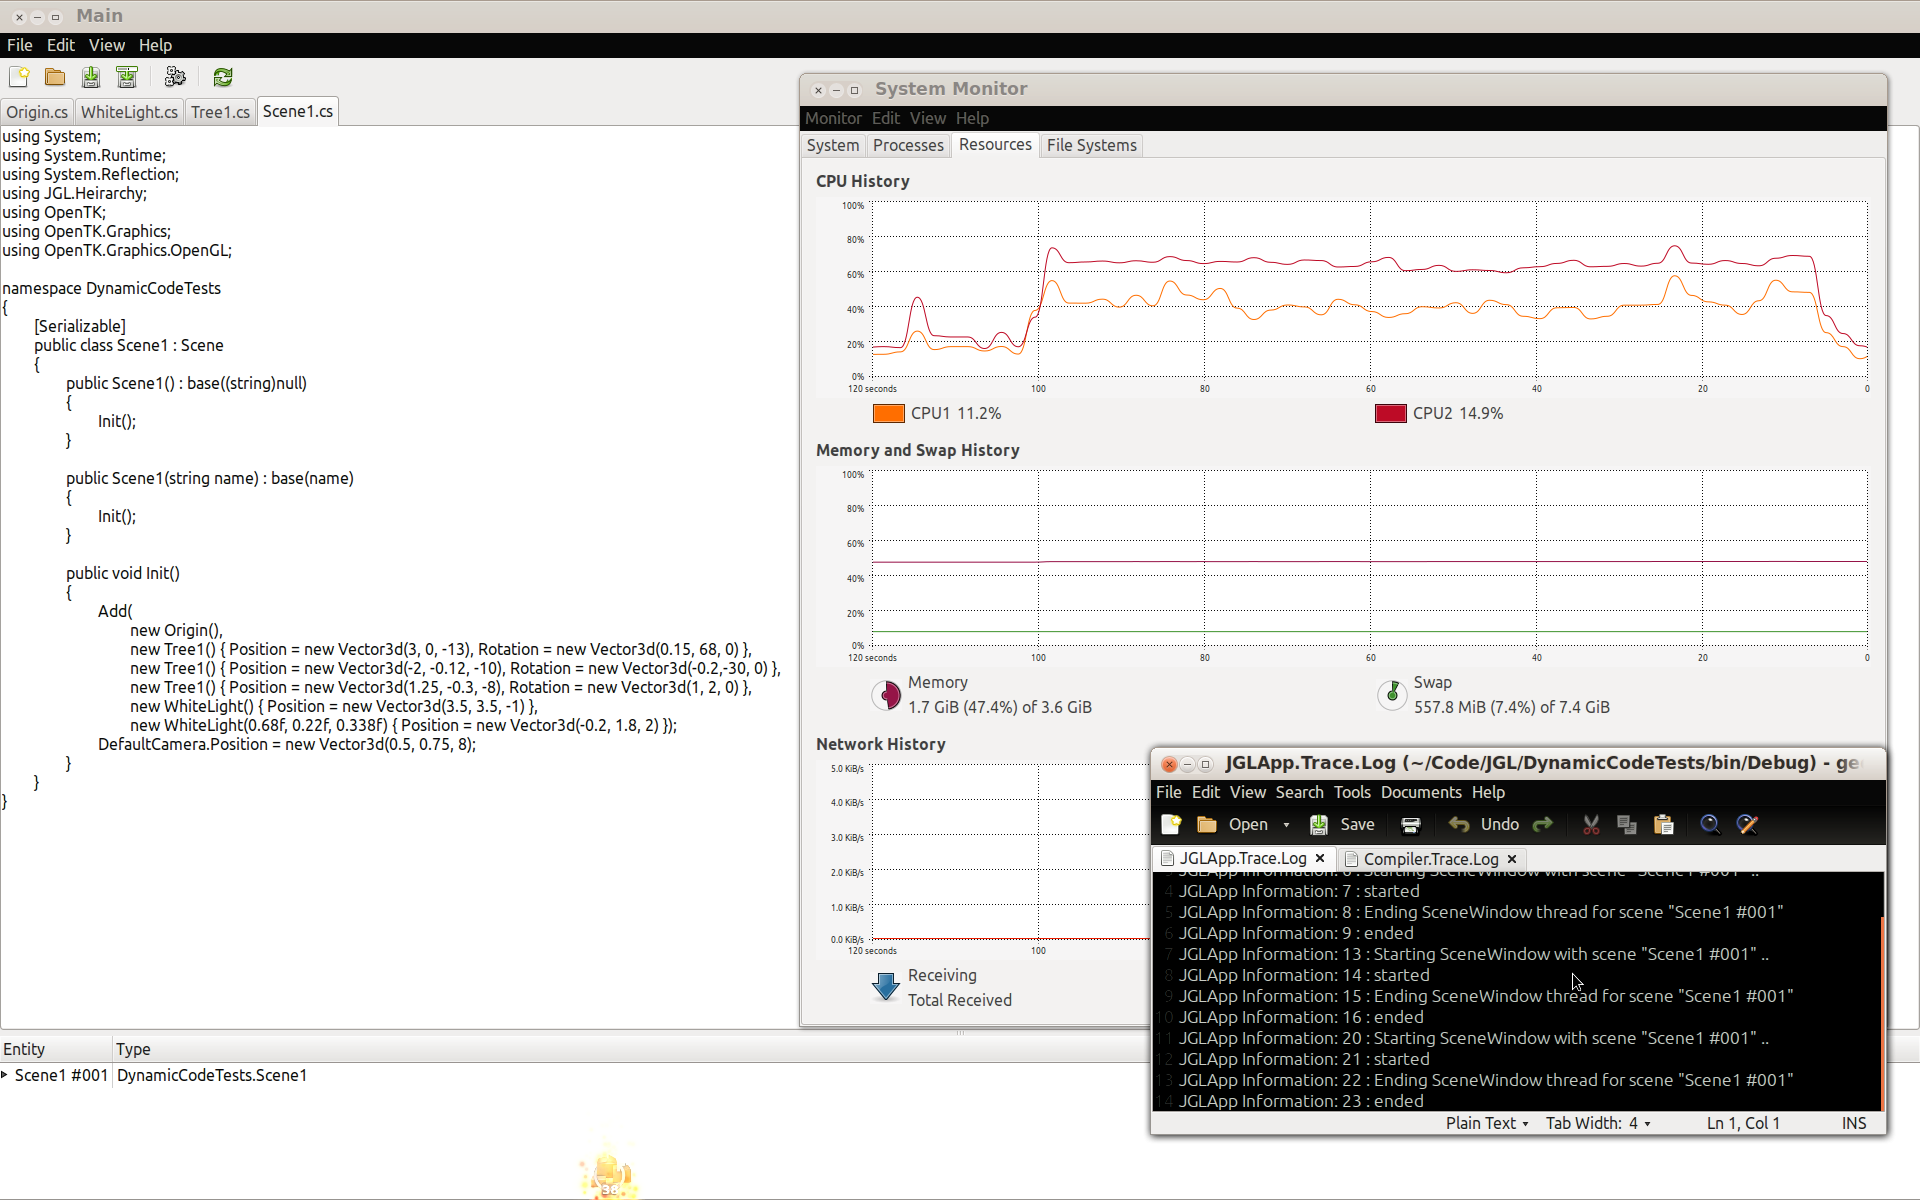 Main
File Edit View Help
Origin.cs WhiteLight.cs Tree1.cs Scene1.cs
using System;
using System.Runtime;
using System.Reflection;
using JGL.Heirarchy;
using OpenTK;
using OpenTK.Graphics;
using OpenTK.Graphics.OpenGL;
namespace DynamicCodeTests
{
[Serializable]
public class Scene1 : Scene
{
public Scene1() : base((string)null)
{
Init();
}
public Scene1(string name) : base(name)
{
Init();
}
public void Init()
{
Add(
new Origin(),
new Tree1() { Position = new Vector3d(3, 0, -13), Rotation = new Vector3d(0.15, 68, 0) },
new Tree1() { Position = new Vector3d(-2, -0.12, -10), Rotation = new Vector3d(-0.2,-30, 0) },
new Tree1() { Position = new Vector3d(1.25, -0.3, -8), Rotation = new Vector3d(1, 2, 0) },
new WhiteLight() { Position = new Vector3d(3.5, 3.5, -1) },
new WhiteLight(0.68f, 0.22f, 0.338f) { Position = new Vector3d(-0.2, 1.8, 2) });
DefaultCamera.Position = new Vector3d(0.5, 0.75, 8);
}
}
}
Entity Type
Scene1 #001 DynamicCodeTests.Scene1
38
System Monitor
Monitor Edit View Help
System Processes Resources File Systems
CPU History
100%
80%
60%
40%
20%
0%
120 seconds 100 80 60 40 20 0
CPU1 11.2% CPU2 14.9%
Memory and Swap History
100%
80%
60%
40%
20%
0%
120 seconds 100 80 60 40 20 0
Memory Swap
1.7 GiB (47.4%) of 3.6 GiB 557.8 MiB (7.4%) of 7.4 GiB
Network History
5.0 KiB/s
4.0 KiB/s
3.0 KiB/s
2.0 KiB/s
1.0 KiB/s
0.0 KiB/s
120 seconds 100
Receiving
Total Received
JGLApp.Trace.Log (~/Code/JGL/DynamicCodeTests/bin/Debug) - ge
File Edit View Search Tools Documents Help
Open Save Undo
JGLApp.Trace.Log Compiler.Trace.Log
3 JGLApp Information: 6 : Starting SceneWindow with scene "Scene1 #001" ..
4 JGLApp Information: 7 : started
5 JGLApp Information: 8 : Ending SceneWindow thread for scene "Scene1 #001"
6 JGLApp Information: 9 : ended
7 JGLApp Information: 13 : Starting SceneWindow with scene "Scene1 #001" ..
8 JGLApp Information: 14 : started
9 JGLApp Information: 15 : Ending SceneWindow thread for scene "Scene1 #001"
10 JGLApp Information: 16 : ended
11 JGLApp Information: 20 : Starting SceneWindow with scene "Scene1 #001" ..
12 JGLApp Information: 21 : started
13 JGLApp Information: 22 : Ending SceneWindow thread for scene "Scene1 #001"
14 JGLApp Information: 23 : ended
Plain Text Tab Width: 4 Ln 1, Col 1 INS